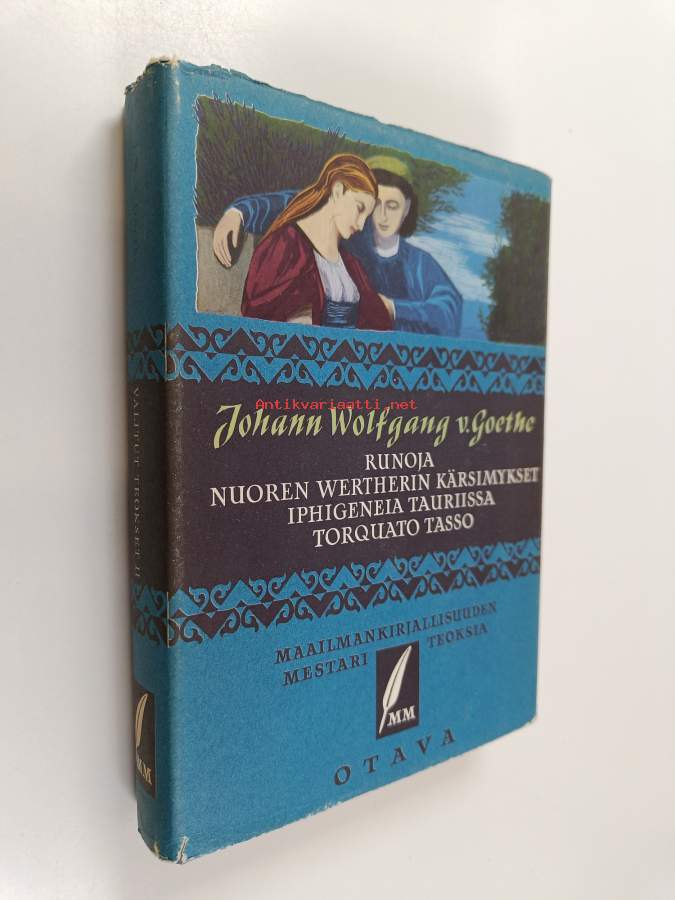 Antikvariaatti.net
Johann Wolfgang v. Goethe
RUNOJA
NUOREN WERTHERIN KÄRSIMYKSET
IPHIGENEIA TAURIISSA
TORQUATO TASSO
MAAILMANKIRJALLISUUDEN
MESTARI TEOKSIA
MM
OTAVA
VALITUT TEOKSET II
MM